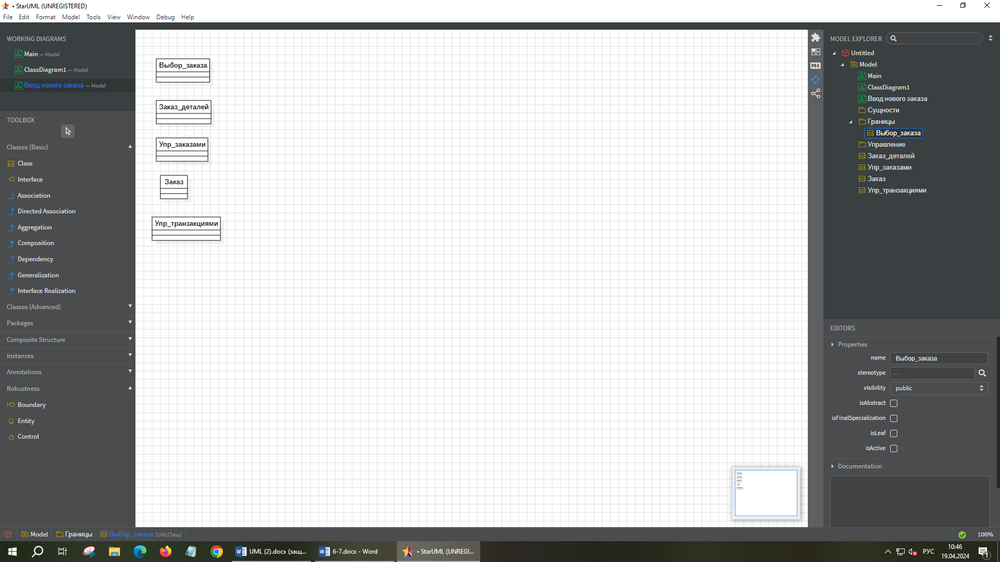 • StarUML (UNREGISTERED)
File Edit Format Model Tools View Window Debug Help
WORKING DIAGRAMS
Main — Model
ClassDiagram1 — Model
Ввод нового заказа — Model
TOOLBOX
Classes (Basic)
Class
Interface
Association
Directed Association
Aggregation
Composition
Dependency
Generalization
Interface Realization
Classes (Advanced)
Packages
Composite Structure
Instances
Annotations
Robustness
Boundary
Entity
Control
Выбор_заказа
Заказ_деталей
Упр_заказами
Заказ
Упр_транзакциями
MODEL EXPLORER
Untitled
Model
Main
ClassDiagram1
Ввод нового заказа
Сущности
Границы
Выбор_заказа
Управление
Заказ_деталей
Упр_заказами
Заказ
Упр_транзакциями
EDITORS
Properties
name Выбор_заказа
stereotype —
visibility public
isAbstract
isFinalSpecialization
isLeaf
isActive
Documentation
Model Границы Выбор_заказа [UMLClass] 100%
UML (2).docx (защ... 6-7.docx - Word • StarUML (UNREGI... РУС 10:46
19.04.2024 1
M